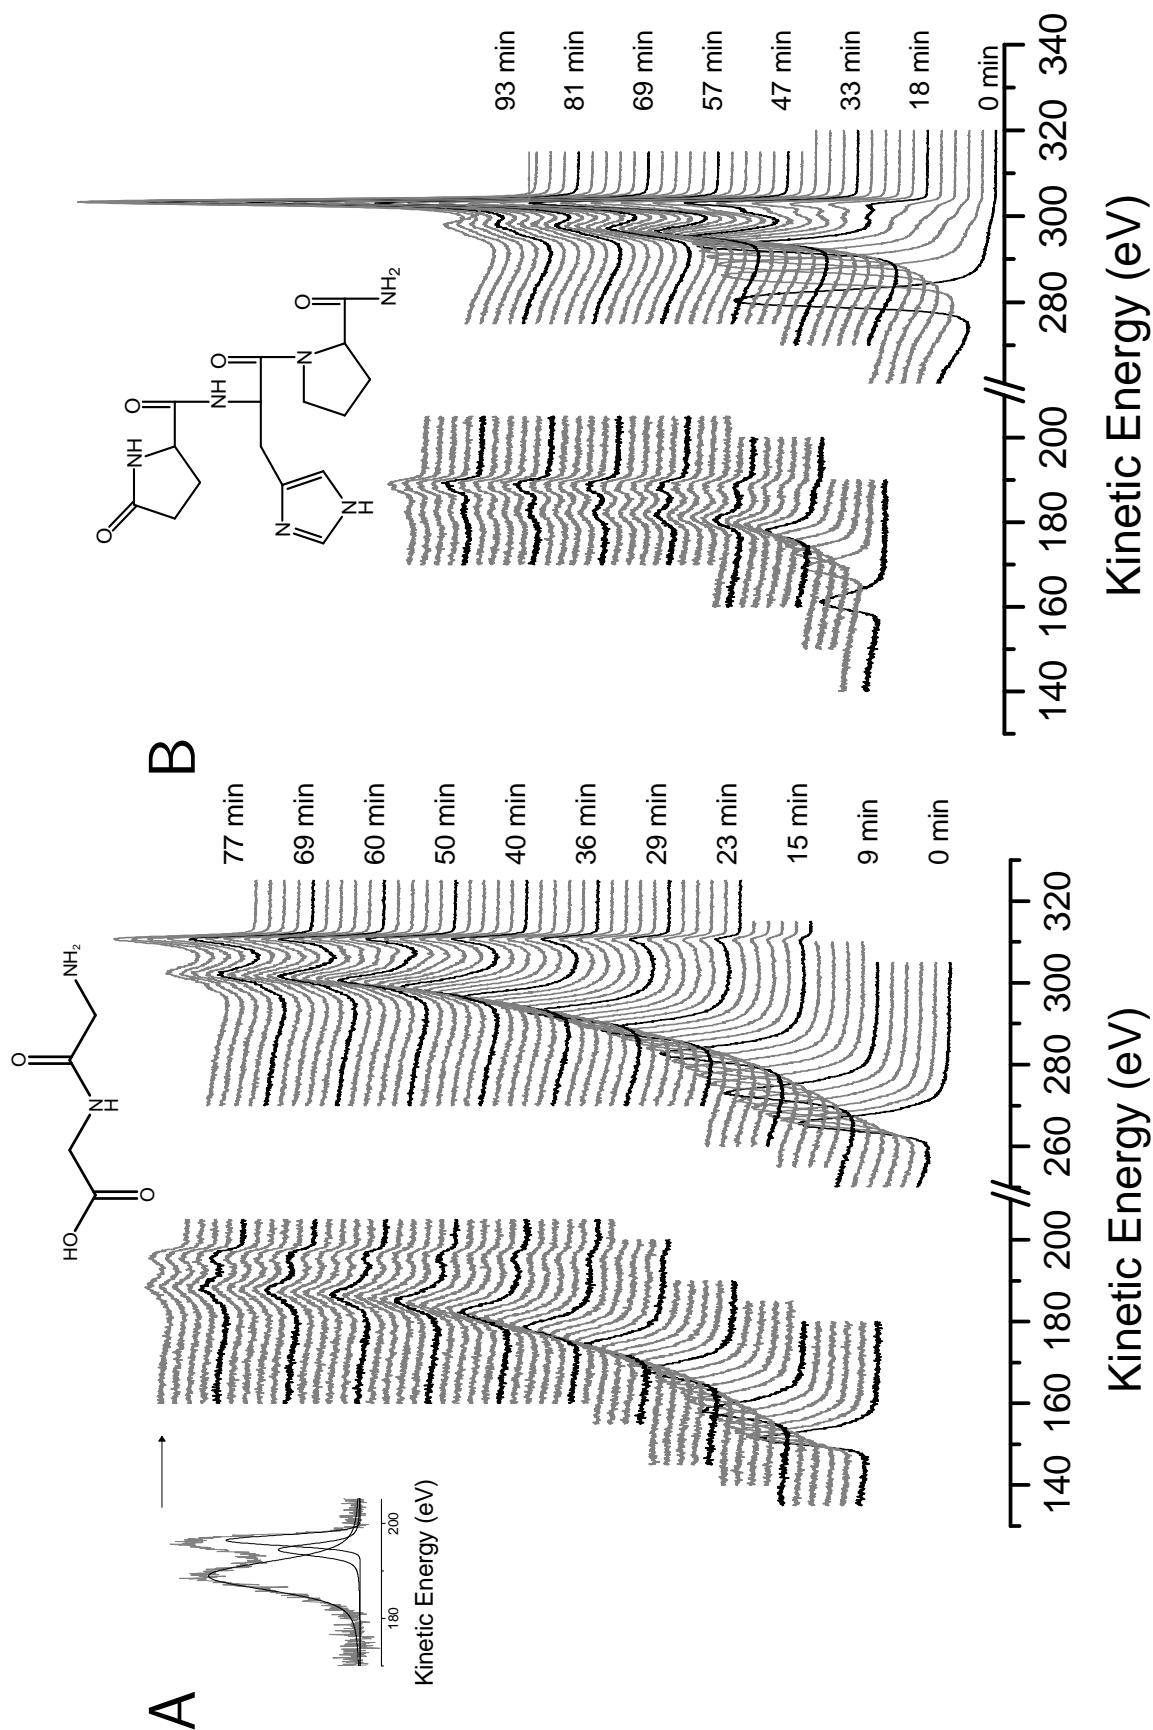 A
HO
O
N
H
O
NH2
77 min
69 min
60 min
50 min
40 min
36 min
29 min
23 min
15 min
9 min
0 min
180
200
Kinetic Energy (eV)
140
160
180
200
260
280
300
320
Kinetic Energy (eV)
B
O
NH
O
NH
O
N
O
NH2
N
NH
93 min
81 min
69 min
57 min
47 min
33 min
18 min
0 min
140
160
180
200
280
300
320
340
Kinetic Energy (eV)